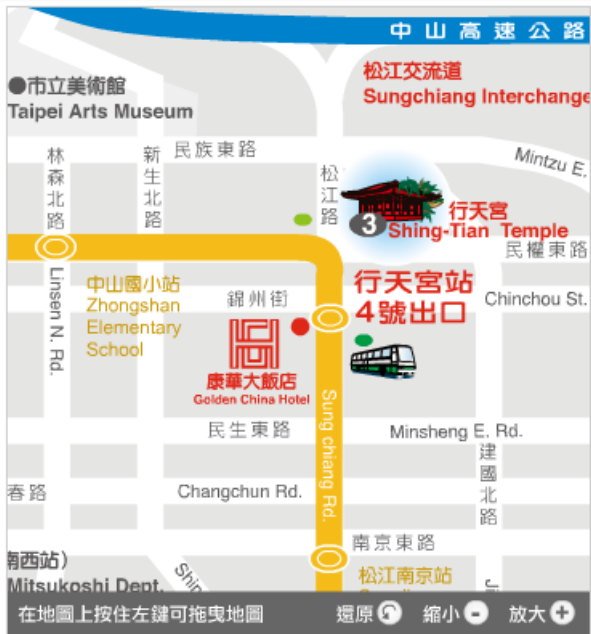 中山高速公路
松江交流道
Sungchiang Interchange
●市立美術館
Taipei Arts Museum
林森北路
新生北路
民族東路
Mintzu E.
松江路
3
行天宮
Shing-Tian Temple
民權東路
行天宮站
4號出口
中山國小站
Zhongshan
Elementary
School
錦州街
Chinchou St.
Linsen N. Rd.
康華大飯店
Golden China Hotel
Sung chiang Rd.
民生東路
Minsheng E. Rd.
建國北路
春路
Changchun Rd.
南京東路
松江南京站
南西站）
Mitsukoshi Dept.
在地圖上按住左鍵可拖曳地圖
還原
縮小
放大